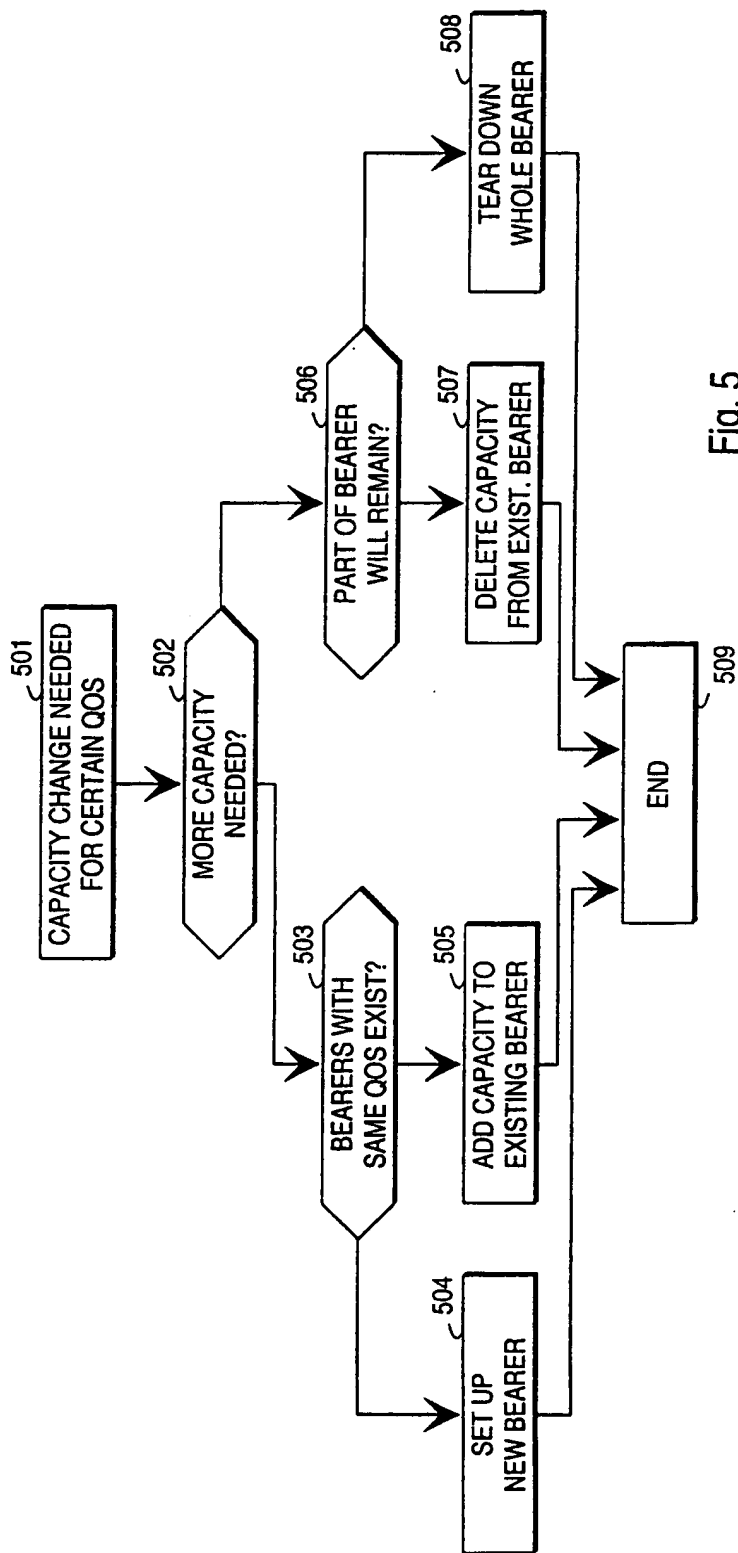 501
CAPACITY CHANGE NEEDED
FOR CERTAIN QOS
502
MORE CAPACITY
NEEDED?
503
BEARERS WITH
SAME QOS EXIST?
506
PART OF BEARER
WILL REMAIN?
504
SET UP
NEW BEARER
505
ADD CAPACITY TO
EXISTING BEARER
507
DELETE CAPACITY
FROM EXIST. BEARER
508
TEAR DOWN
WHOLE BEARER
END
509
Fig. 5